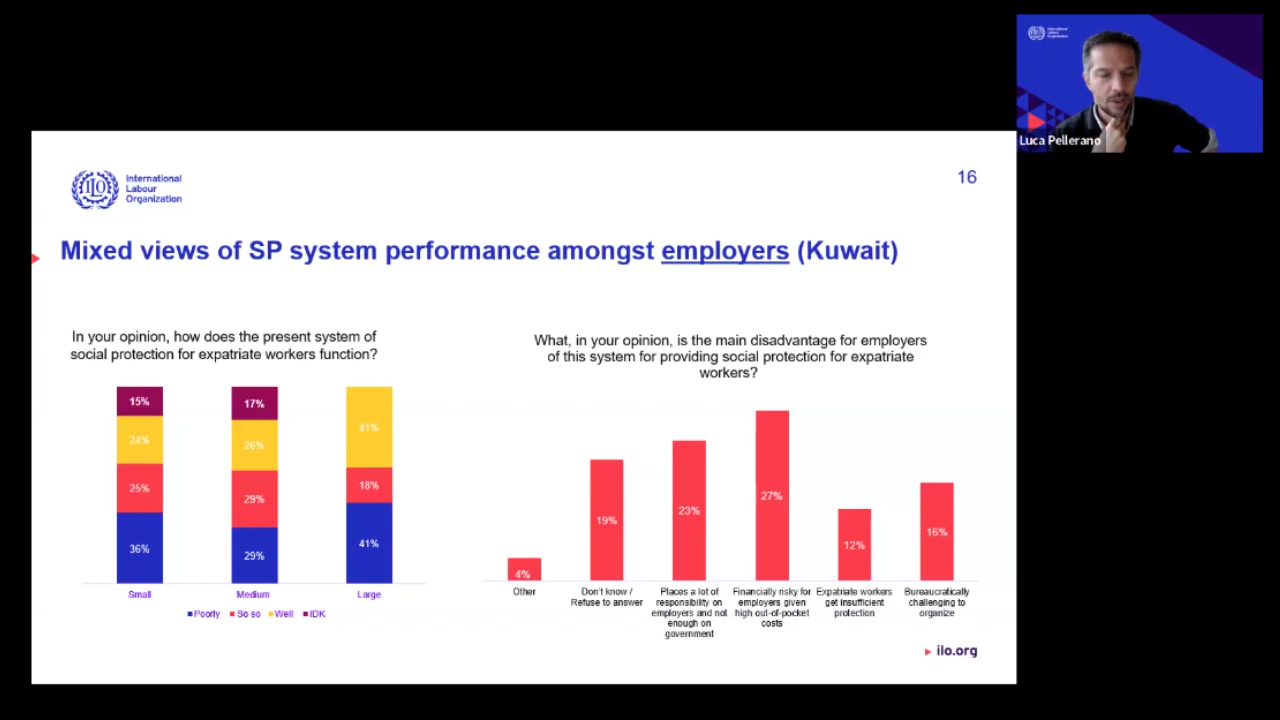 International
Labour
Organization
Luca Pellerano
International
Labour
Organization
16
Mixed views of SP system performance amongst employers (Kuwait)
In your opinion, how does the present system of
social protection for expatriate workers function?
15%
24%
25%
36%
17%
26%
29%
29%
41%
18%
41%
Small
Medium
Large
Poorly So so Well IDK
What, in your opinion, is the main disadvantage for employers
of this system for providing social protection for expatriate
workers?
4%
19%
23%
27%
12%
16%
Other
Don't know /
Refuse to answer
Places a lot of
responsibility on
employers and not
enough on
government
Financially risky for
employers given
high out-of-pocket
costs
Expatriate workers
get insufficient
protection
Bureaucratically
challenging to
organize
ilo.org